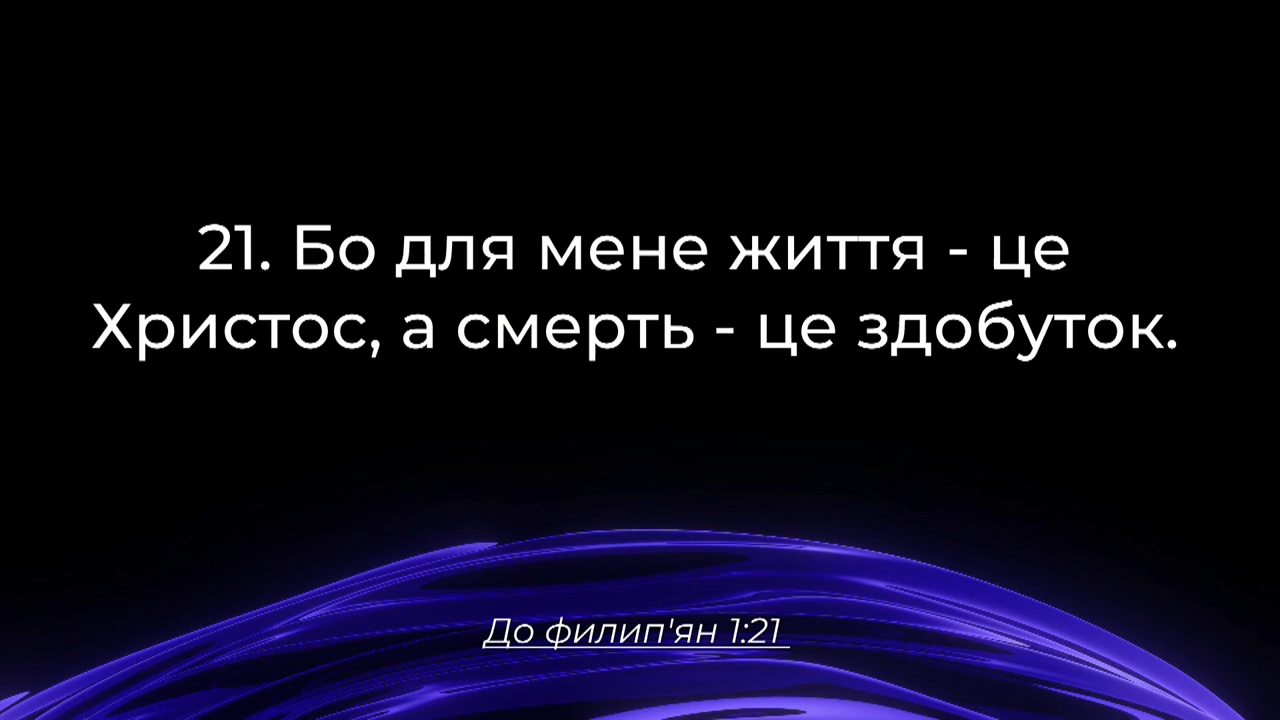 21. Бо для мене життя - це
Христос, а смерть - це здобуток.
До филип'ян 1:21